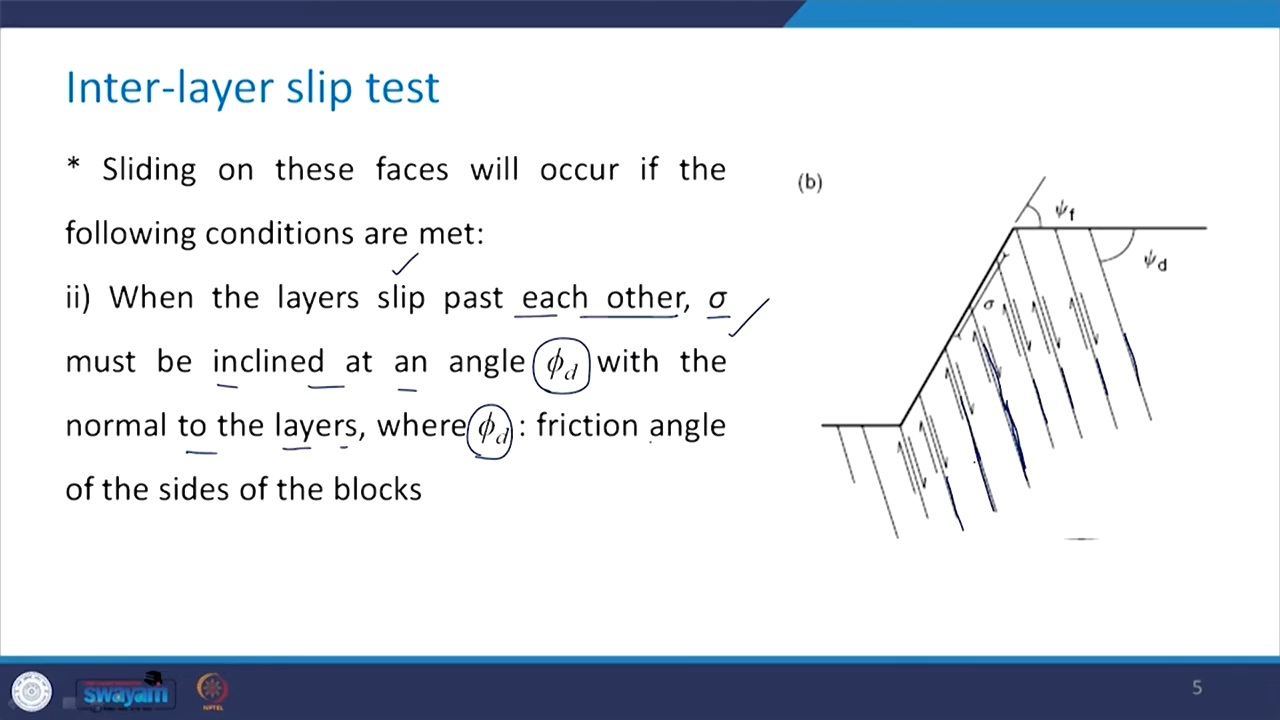 Inter-layer slip test
* Sliding on these faces will occur if the
following conditions are met:
ii) When the layers slip past each other, σ
must be inclined at an angle ϕd with the
normal to the layers, where ϕd : friction angle
of the sides of the blocks
(b)
ψf
ψd
σ
swayam
NPTEL
5